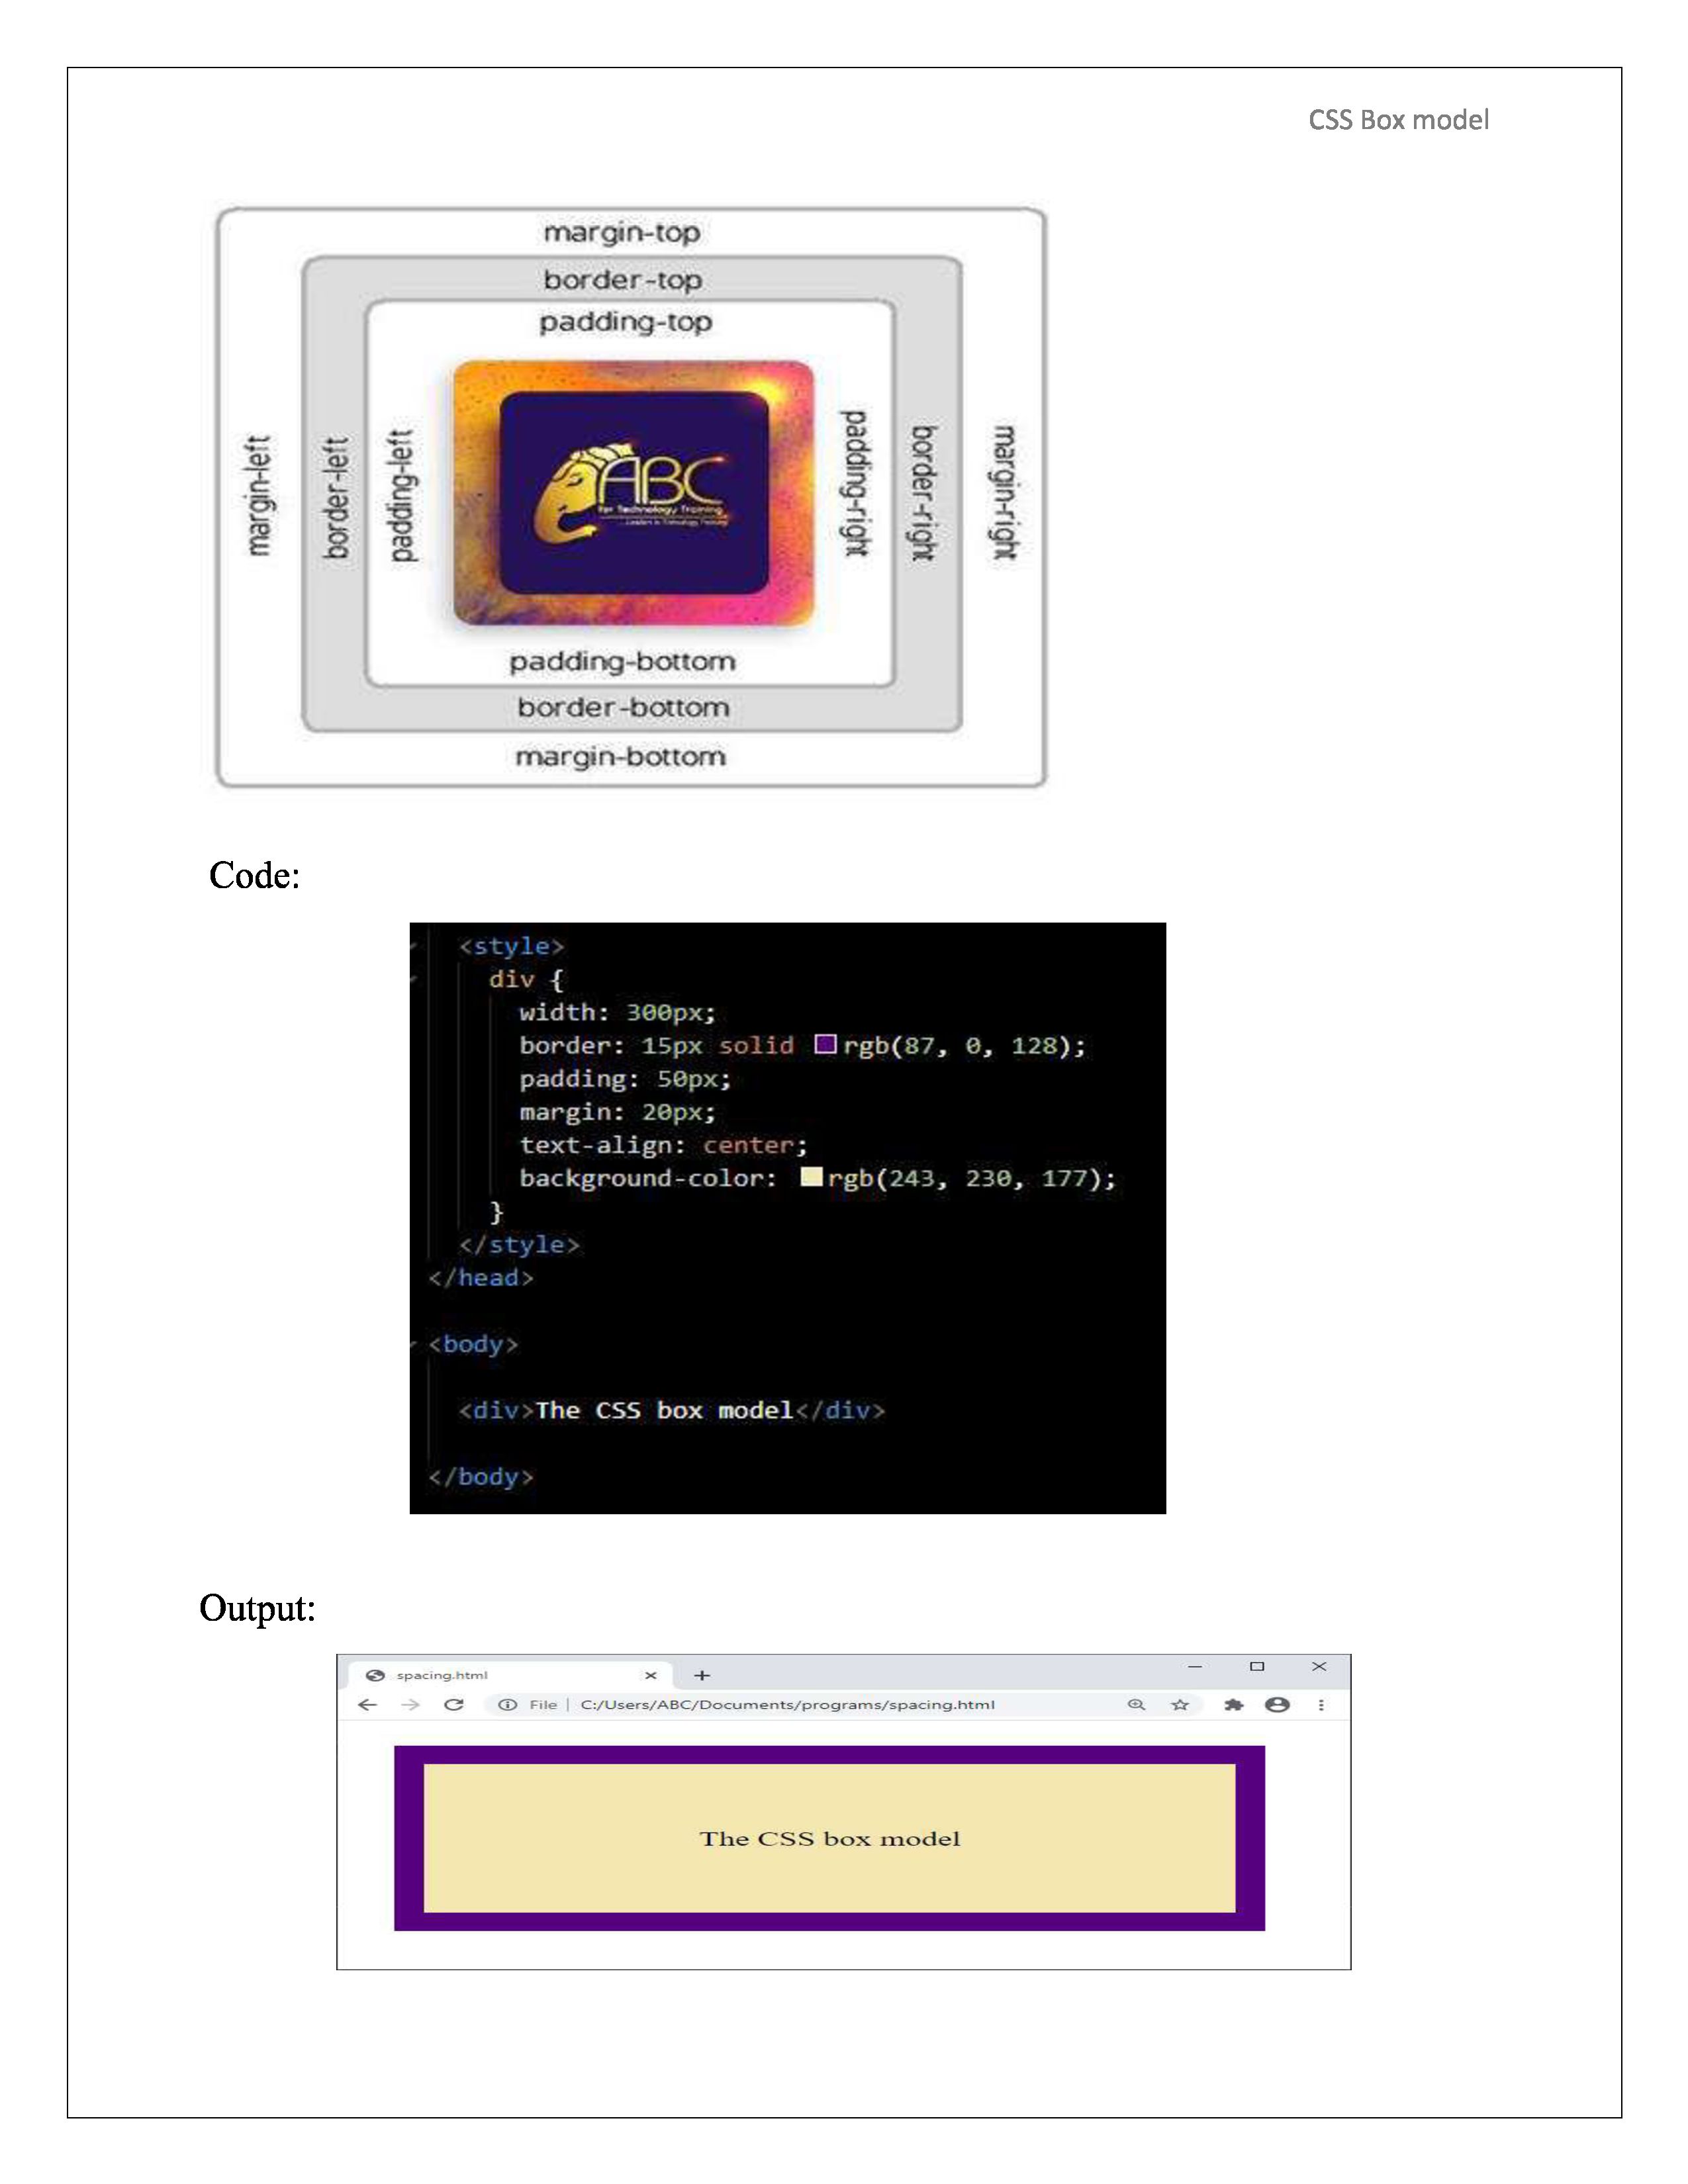 CSS Box model
margin-top
border-top
padding-top
margin-left
border-left
padding-left
ABC
for Technology Training
...Leaders in Technology Training
padding-right
border-right
margin-right
padding-bottom
border-bottom
margin-bottom
Code:
<style>
div {
width: 300px;
border: 15px solid rgb(87, 0, 128);
padding: 50px;
margin: 20px;
text-align: center;
background-color: rgb(243, 230, 177);
}
</style>
</head>
<body>
<div>The CSS box model</div>
</body>
Output:
spacing.html
File | C:/Users/ABC/Documents/programs/spacing.html
The CSS box model